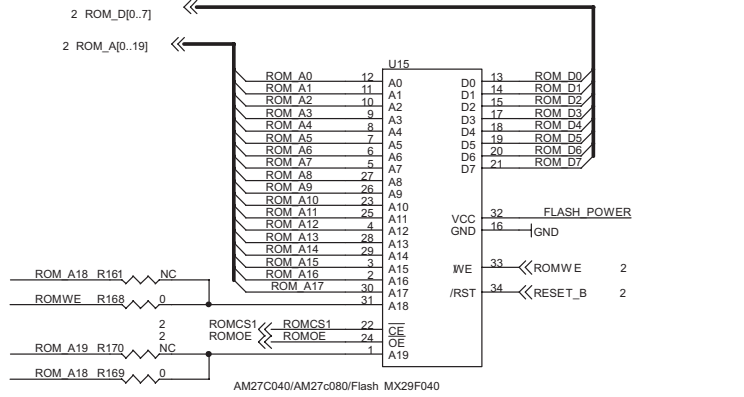 2 ROM_D[0..7]
2 ROM_A[0..19]
U15
ROM_A0 12 A0 D0 13 ROM_D0
ROM_A1 11 A1 D1 14 ROM_D1
ROM_A2 10 A2 D2 15 ROM_D2
ROM_A3 9 A3 D3 17 ROM_D3
ROM_A4 8 A4 D4 18 ROM_D4
ROM_A5 7 A5 D5 19 ROM_D5
ROM_A6 6 A6 D6 20 ROM_D6
ROM_A7 5 A7 D7 21 ROM_D7
ROM_A8 27 A8
ROM_A9 26 A9
ROM_A10 23 A10
ROM_A11 25 A11 VCC 32 FLASH_POWER
ROM_A12 4 A12 GND 16 GND
ROM_A13 28 A13
ROM_A14 29 A14
ROM_A15 3 A15 /WE 33 ROMWE 2
ROM_A16 2 A16
ROM_A17 30 A17 /RST 34 RESET_B 2
ROM_A18 R161 NC
ROMWE R168 0 31 A18
2 ROMCS1 ROMCS1 22 CE
2 ROMOE ROMOE 24 OE
ROM_A19 R170 NC 1 A19
ROM_A18 R169 0
AM27C040/AM27c080/Flash MX29F040